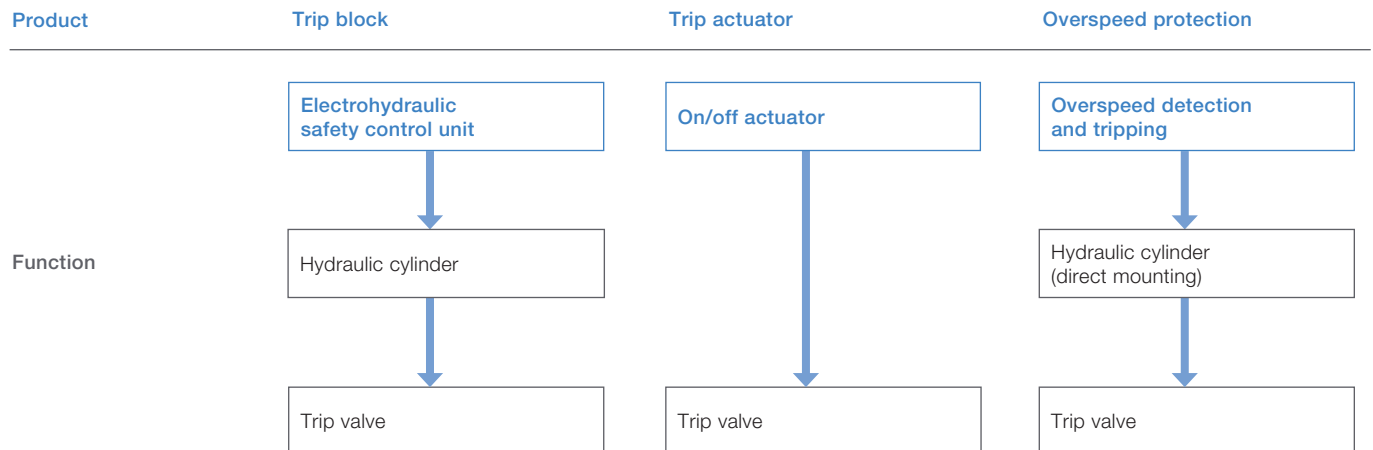 Product Trip block Trip actuator Overspeed protection
Electrohydraulic
safety control unit
On/off actuator
Overspeed detection
and tripping
Function
Hydraulic cylinder
Hydraulic cylinder
(direct mounting)
Trip valve
Trip valve
Trip valve